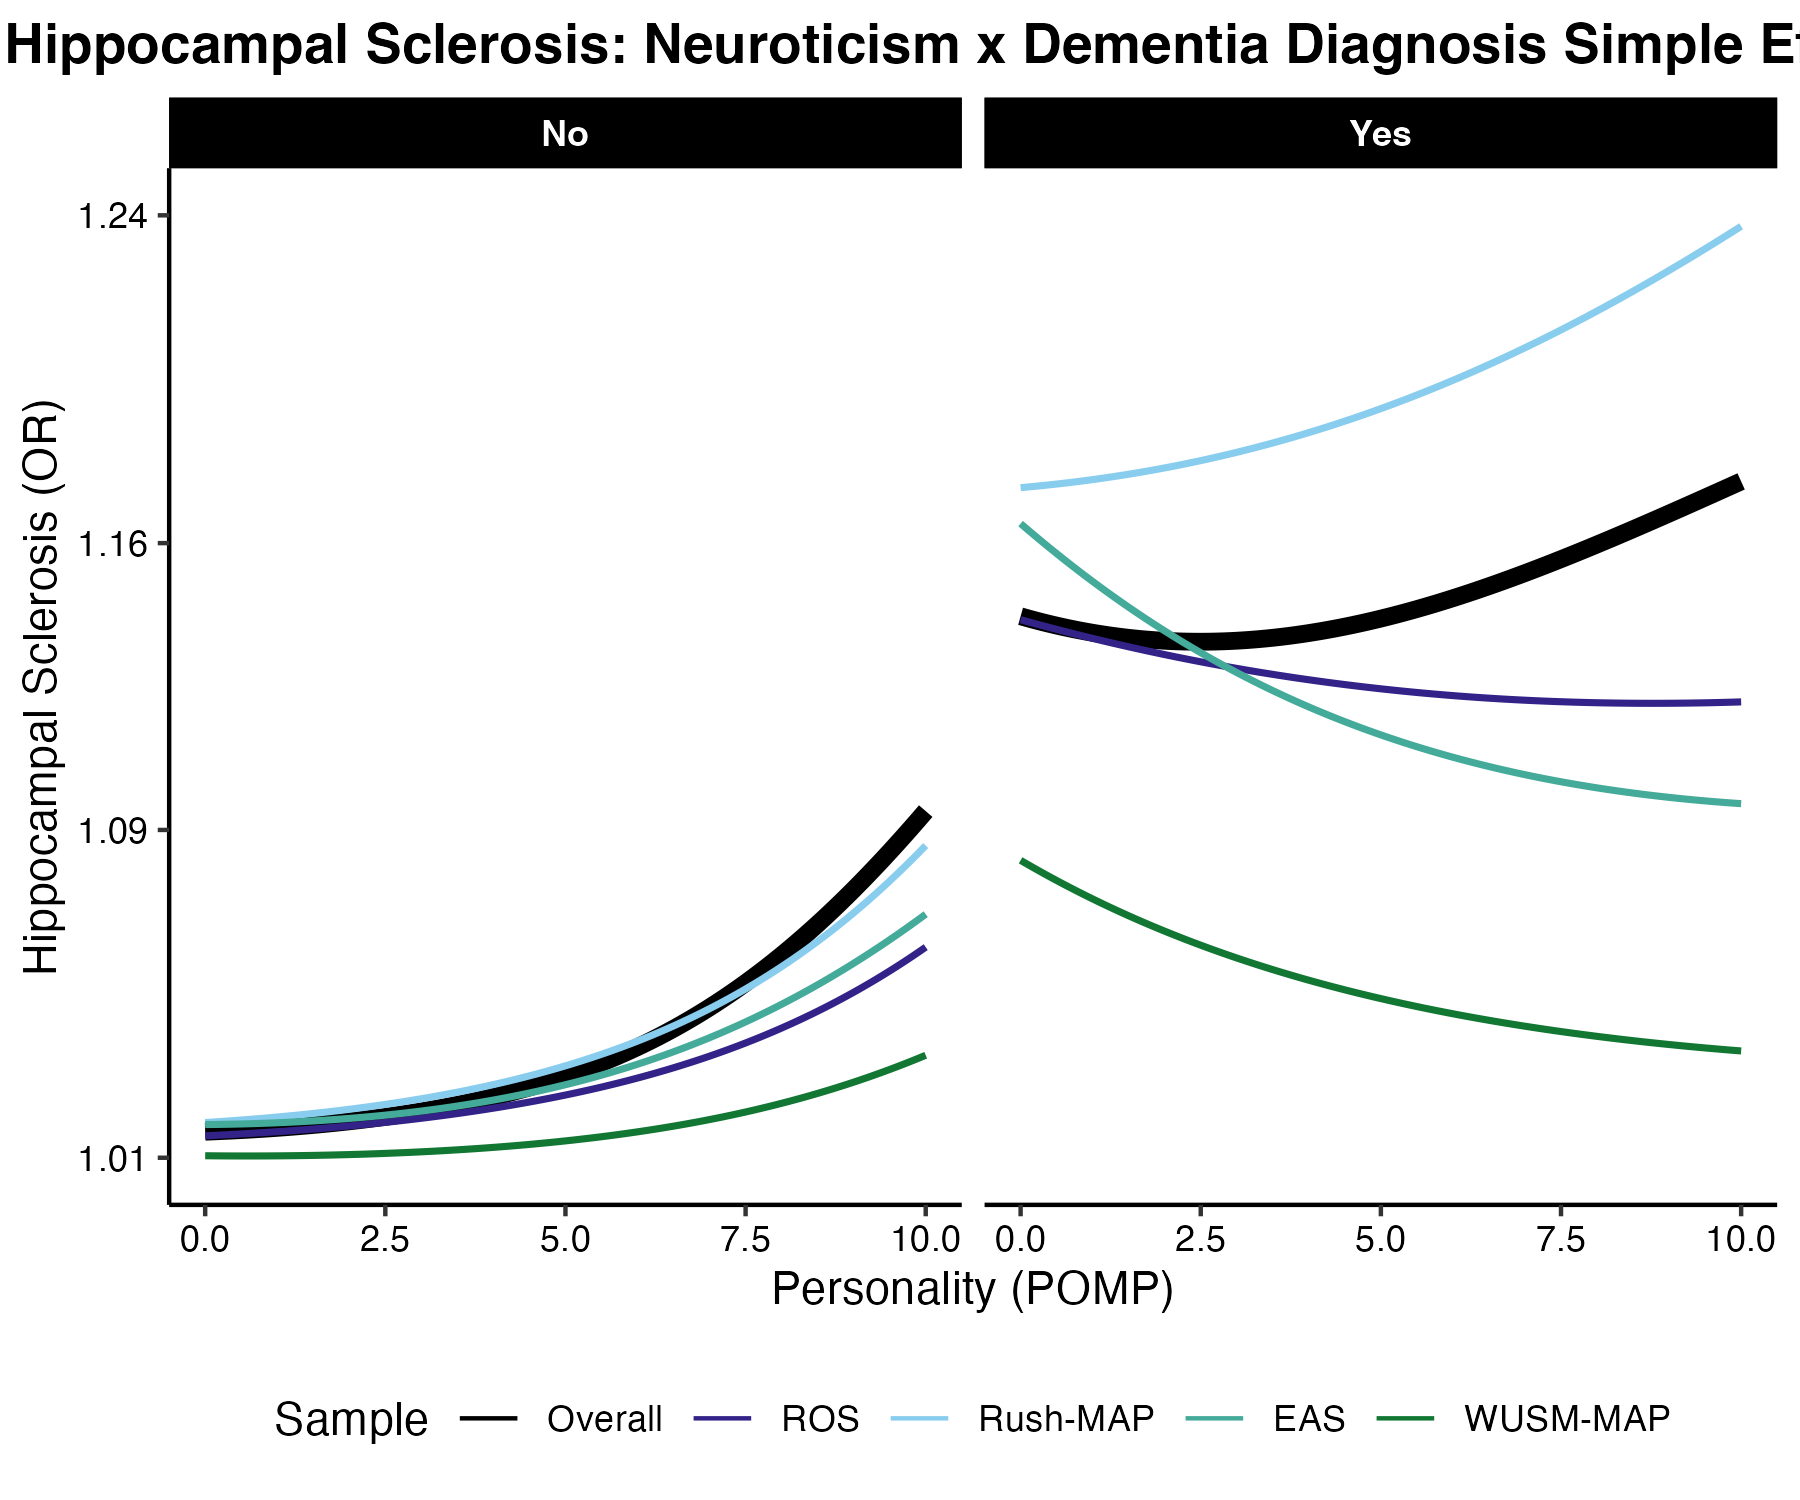 Hippocampal Sclerosis: Neuroticism x Dementia Diagnosis Simple
No Yes
Hippocampal Sclerosis (OR)
1.24
1.16
1.09
1.01
0.0 2.5 5.0 7.5 10.0 0.0 2.5 5.0 7.5 10.0
Personality (POMP)
Sample Overall ROS Rush-MAP EAS WUSM-MAP